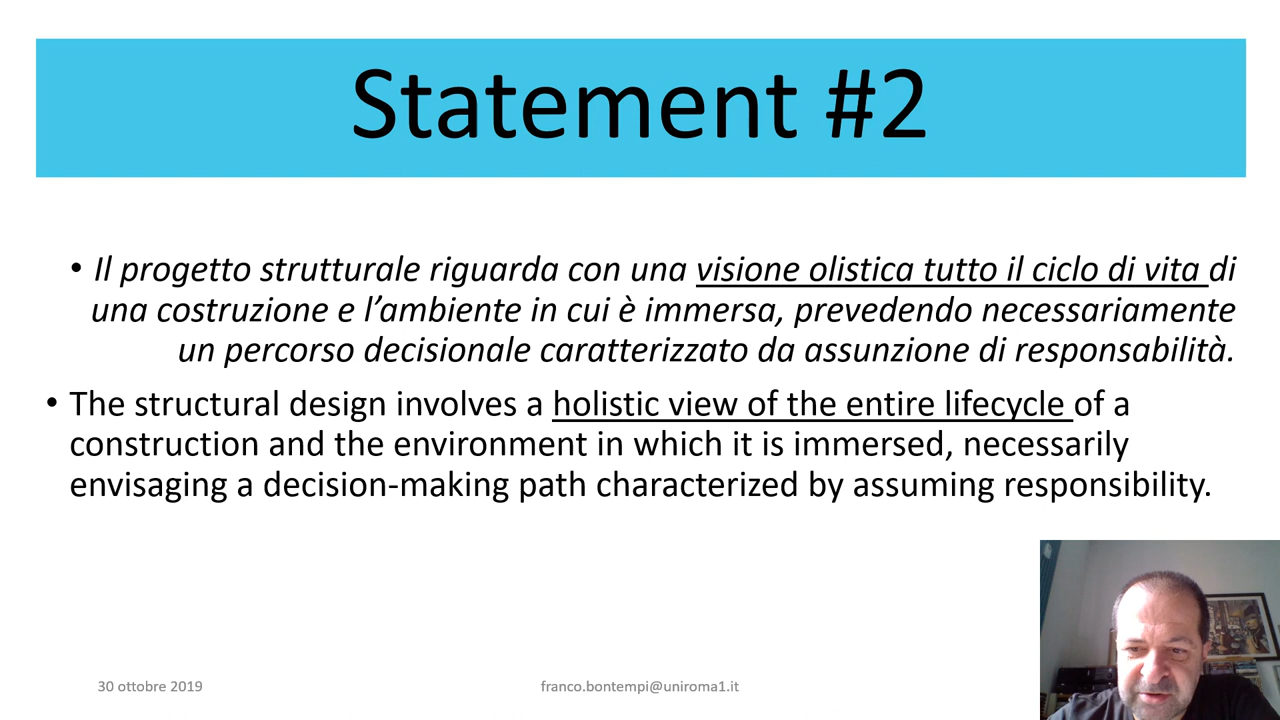 Statement #2
• Il progetto strutturale riguarda con una visione olistica tutto il ciclo di vita di
una costruzione e l’ambiente in cui è immersa, prevedendo necessariamente
un percorso decisionale caratterizzato da assunzione di responsabilità.
• The structural design involves a holistic view of the entire lifecycle of a
construction and the environment in which it is immersed, necessarily
envisaging a decision-making path characterized by assuming responsibility.
30 ottobre 2019
franco.bontempi@uniroma1.it